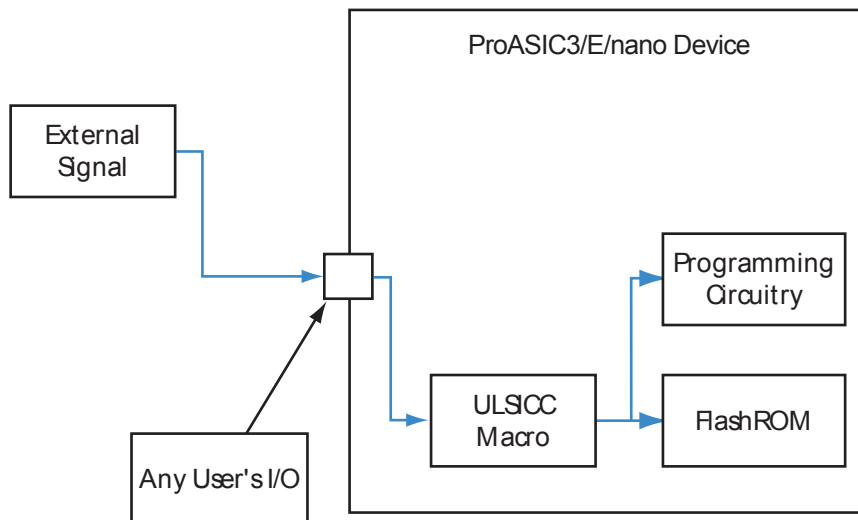 ProASIC3/E/nano Device
External
Signal
Programming
Circuitry
ULSICC
Macro
FlashROM
Any User's I/O